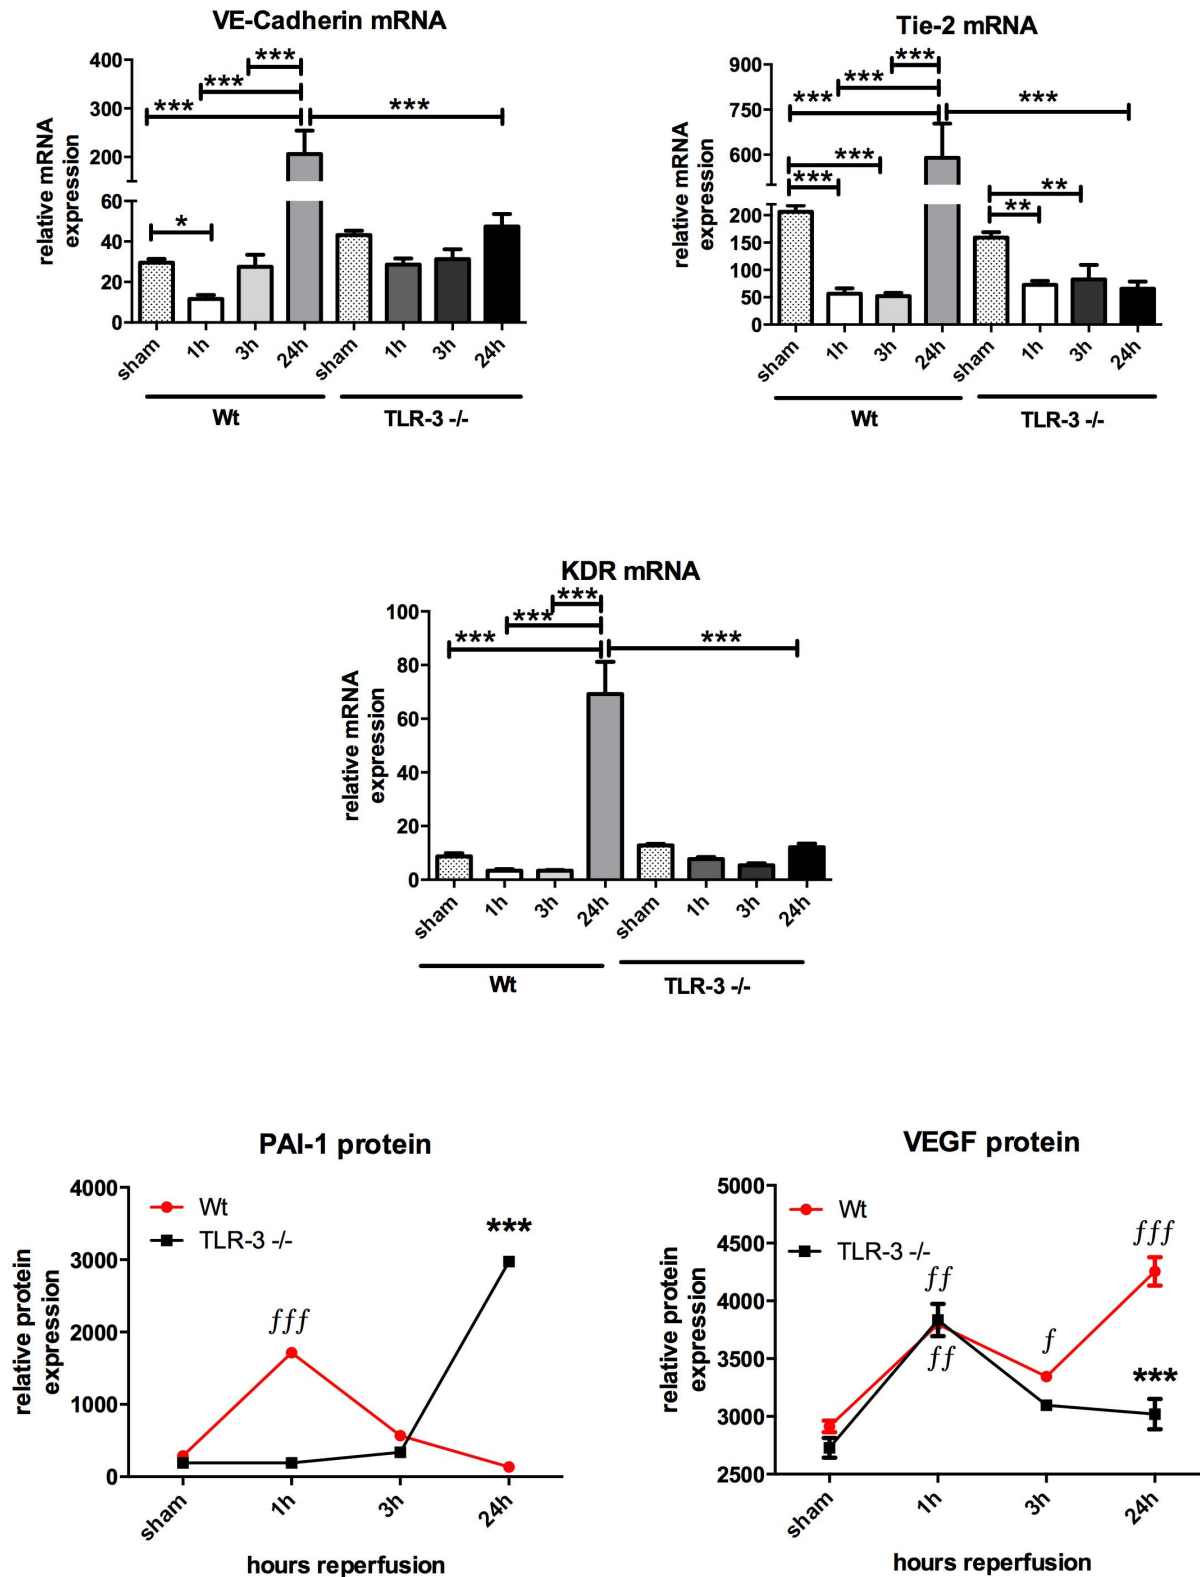 VE-Cadherin mRNA
relative mRNA
expression
400
300
200
60
40
20
0
***
***
***
***
*
sham
1h
3h
24h
sham
1h
3h
24h
Wt
TLR-3 -/-
Tie-2 mRNA
relative mRNA
expression
900
750
600
200
150
100
50
0
***
***
***
***
***
***
**
**
sham
1h
3h
24h
sham
1h
3h
24h
Wt
TLR-3 -/-
KDR mRNA
relative mRNA
expression
100
80
60
40
20
0
***
***
***
***
sham
1h
3h
24h
sham
1h
3h
24h
Wt
TLR-3 -/-
PAI-1 protein
relative protein
expression
4000
3000
2000
1000
0
Wt
TLR-3 -/-
***
ƒƒƒ
sham
1h
3h
24h
hours reperfusion
VEGF protein
relative protein
expression
5000
4500
4000
3500
3000
2500
Wt
TLR-3 -/-
ƒƒƒ
ƒƒ
ƒ
ƒƒ
***
sham
1h
3h
24h
hours reperfusion